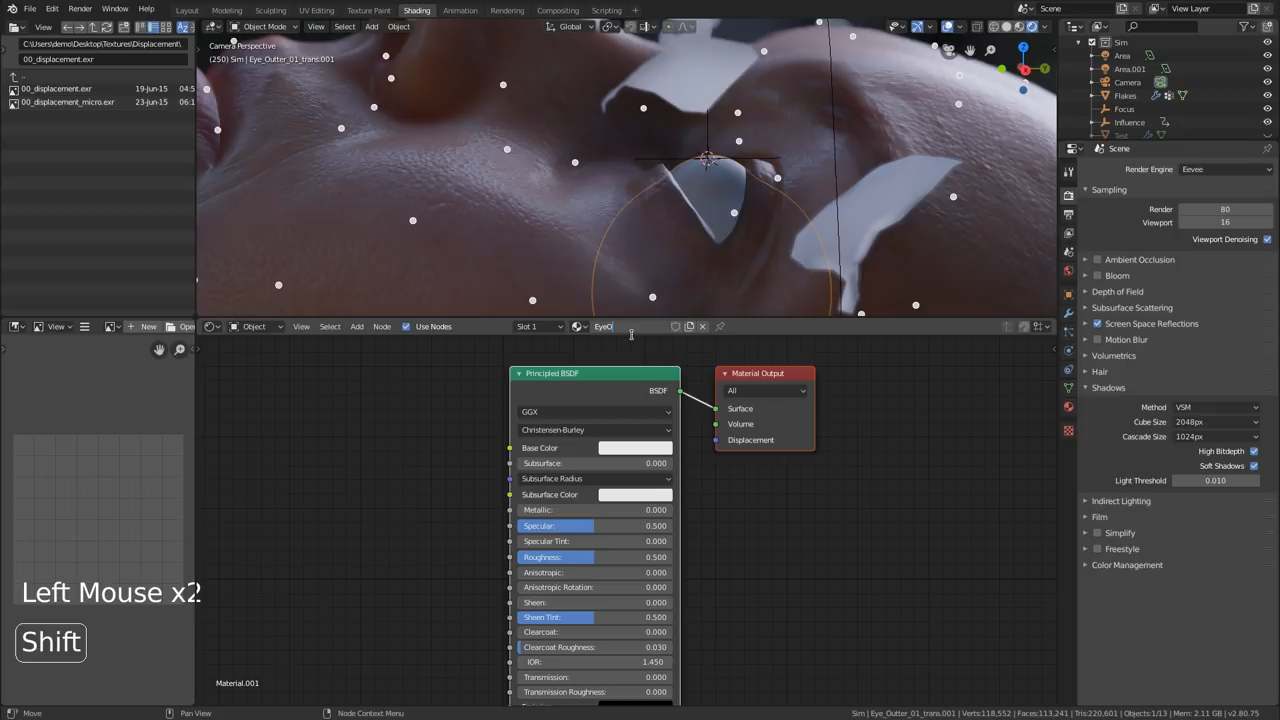 File Edit Render Window Help Layout Modeling Sculpting UV Editing Texture Paint Shading Animation Rendering Compositing Scripting Scene View Layer
View Object Mode View Select Add Object Global
C:\Users\demo\Desktop\Textures\Displacement\
00_displacement.exr
..
00_displacement.exr 19-Jun-15 04:5
00_displacement_micro.exr 23-Jun-15 06:1
Camera Perspective
(250) Sim | Eye_Outter_01_trans.001
Sim
Area
Area.001
Camera
Flakes
Focus
Influence
Test
Scene
Render Engine Eevee
Sampling
Render 80
Viewport 16
Viewport Denoising
Ambient Occlusion
Bloom
Depth of Field
Subsurface Scattering
Screen Space Reflections
Motion Blur
Volumetrics
Hair
Shadows
Method VSM
Cube Size 2048px
Cascade Size 1024px
High Bitdepth
Soft Shadows
Light Threshold 0.010
Indirect Lighting
Film
Simplify
Freestyle
Color Management
View New Open
Object View Select Add Node Use Nodes Slot 1 EyeO
Principled BSDF
BSDF
GGX
Christensen-Burley
Base Color
Subsurface: 0.000
Subsurface Radius
Subsurface Color
Metallic: 0.000
Specular: 0.500
Specular Tint: 0.000
Roughness: 0.500
Anisotropic: 0.000
Anisotropic Rotation: 0.000
Sheen: 0.000
Sheen Tint: 0.500
Clearcoat: 0.000
Clearcoat Roughness: 0.030
IOR: 1.450
Transmission: 0.000
Transmission Roughness: 0.000
Material Output
All
Surface
Volume
Displacement
Left Mouse x2
Shift
Material.001
Move Pan View Node Context Menu Sim | Eye_Outter_01_trans.001 | Verts:118,552 | Faces:113,241 | Tris:220,601 | Objects:1/13 | Mem: 2.11 GB | v2.80.75